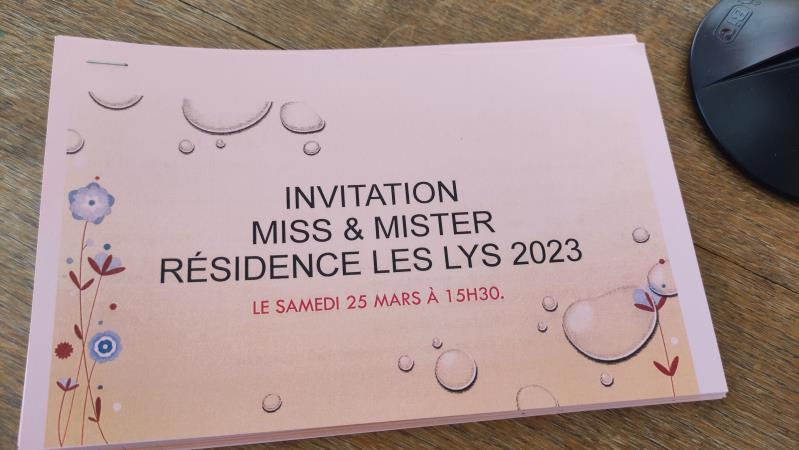 INVITATION
MISS & MISTER
RÉSIDENCE LES LYS 2023
LE SAMEDI 25 MARS À 15H30.